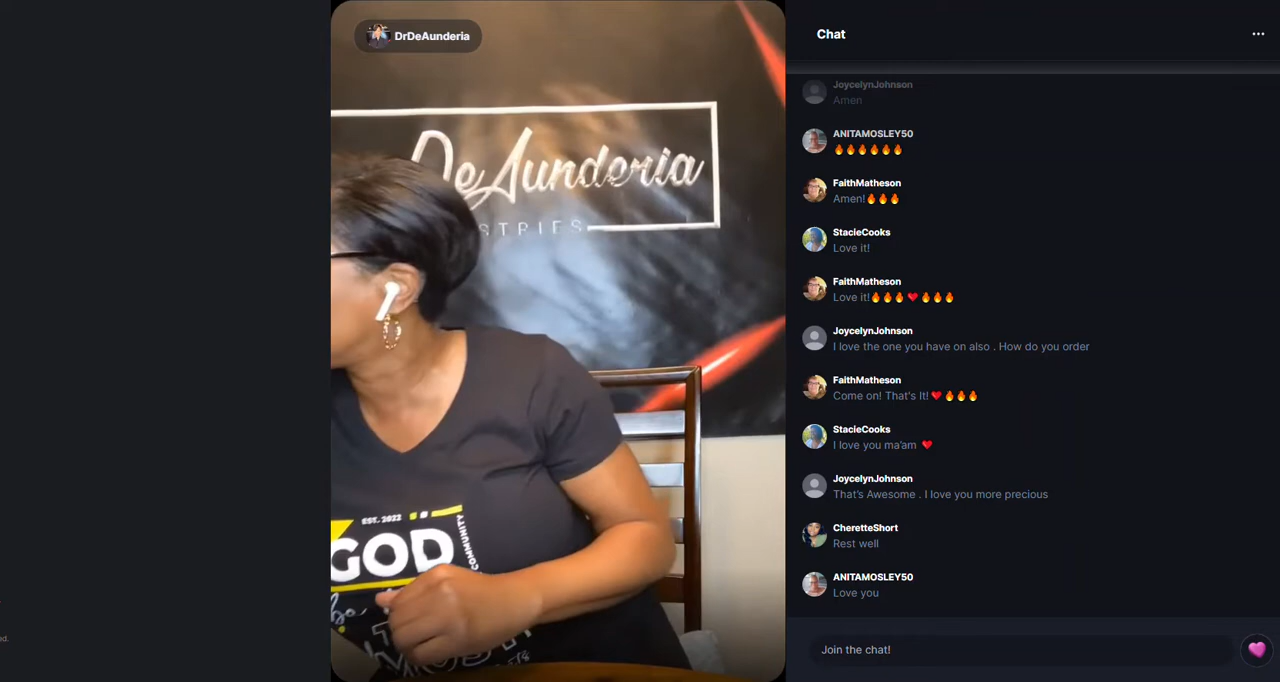 DrDeAunderia
DeAunderia
STRIES
EST. 2022
GOD
COMMUNITY
Chat
JoycelynJohnson
Amen
ANITAMOSLEY50
🔥🔥🔥🔥🔥🔥
FaithMatheson
Amen!🔥🔥🔥
StacieCooks
Love it!
FaithMatheson
Love it!🔥🔥🔥❤️🔥🔥🔥
JoycelynJohnson
I love the one you have on also . How do you order
FaithMatheson
Come on! That's It!❤️🔥🔥🔥
StacieCooks
I love you ma'am ❤️
JoycelynJohnson
That's Awesome . I love you more precious
CheretteShort
Rest well
ANITAMOSLEY50
Love you
Join the chat!